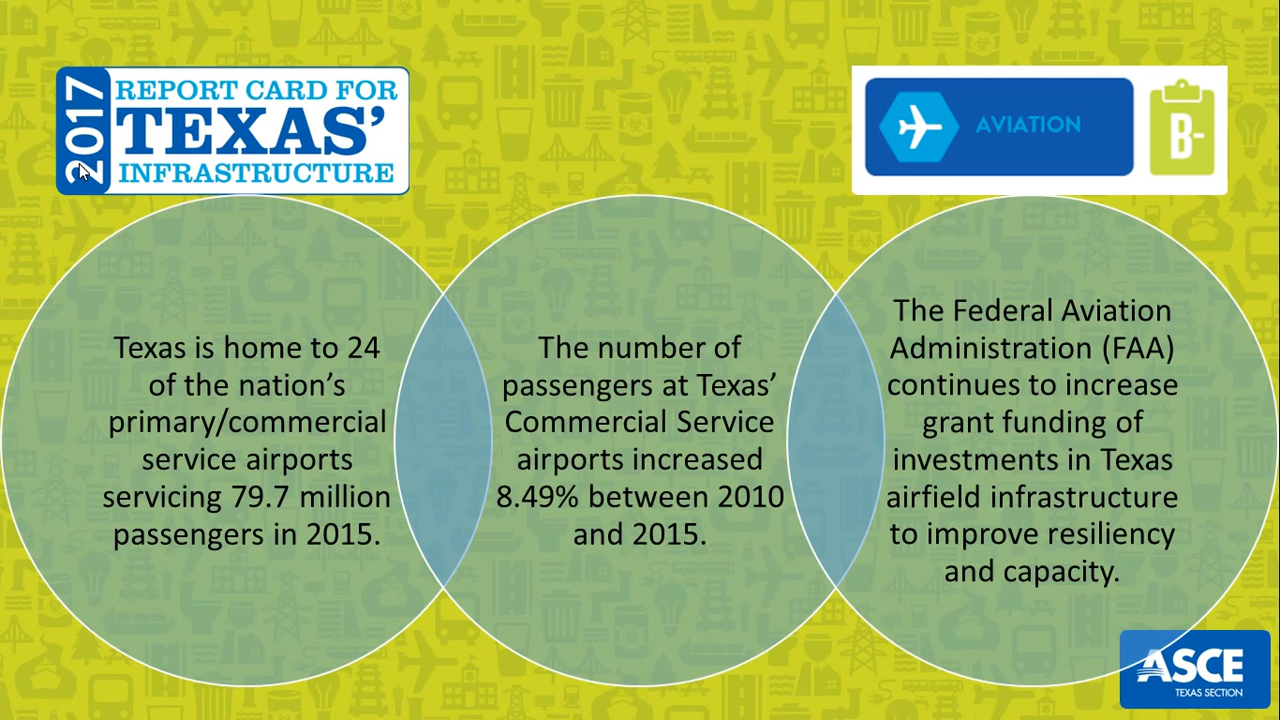 2017
REPORT CARD FOR
TEXAS’
INFRASTRUCTURE
AVIATION
B-
Texas is home to 24
of the nation’s
primary/commercial
service airports
servicing 79.7 million
passengers in 2015.
The number of
passengers at Texas’
Commercial Service
airports increased
8.49% between 2010
and 2015.
The Federal Aviation
Administration (FAA)
continues to increase
grant funding of
investments in Texas
airfield infrastructure
to improve resiliency
and capacity.
ASCE
TEXAS SECTION